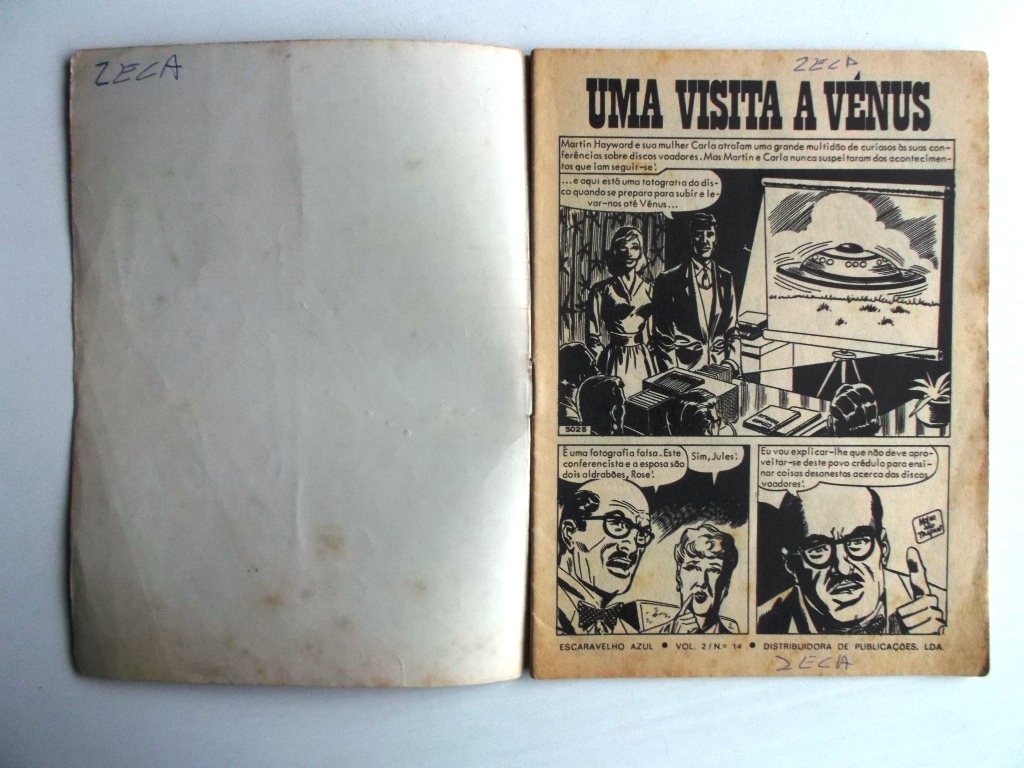 ZECA
ZECA
UMA VISITA A VÉNUS
Martin Hayward e sua mulher Carla atraíam uma grande multidão de curiosos às suas con-
ferências sobre discos voadores. Mas Martin e Carla nunca suspeitaram dos acontecimen-
tos que iam seguir-se!
...e aqui está uma fotografia do dis-
co quando se prepara para subir e le-
var-nos até Vénus...
5028
É uma fotografia falsa. Este
conferencista e a esposa são
dois aldrabões, Rose!
Sim, Jules!
Eu vou explicar-lhe que não deve apro-
veitar-se deste povo crédulo para ensi-
nar coisas desonestas acerca dos discos
voadores!
ESCARAVELHO AZUL ● VOL. 2/N.º 14 ● DISTRIBUIDORA DE PUBLICAÇÕES, LDA.
ZECA